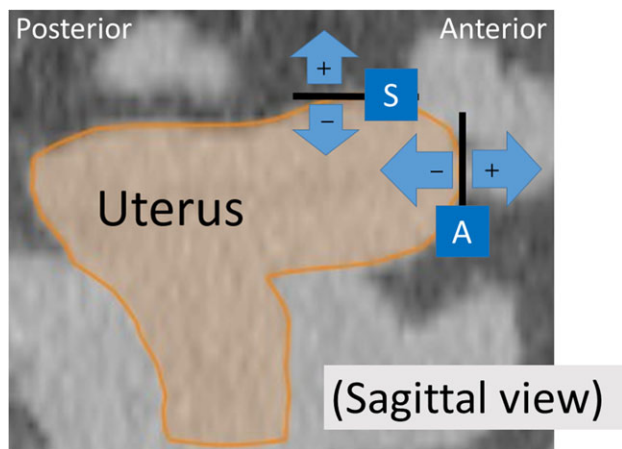 Posterior
Anterior
+
S
−
− +
Uterus
A
(Sagittal view)